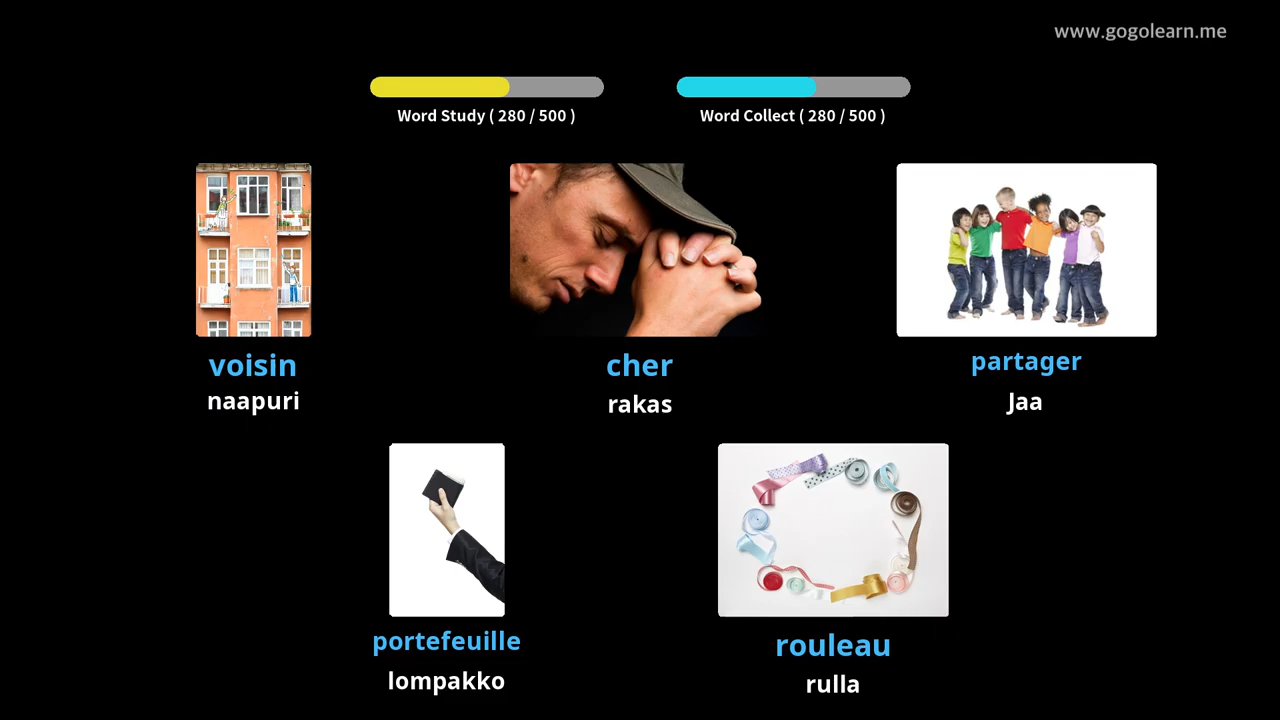 www.gogolearn.me
Word Study ( 280 / 500 )
Word Collect ( 280 / 500 )
voisin
naapuri
cher
rakas
partager
Jaa
portefeuille
lompakko
rouleau
rulla